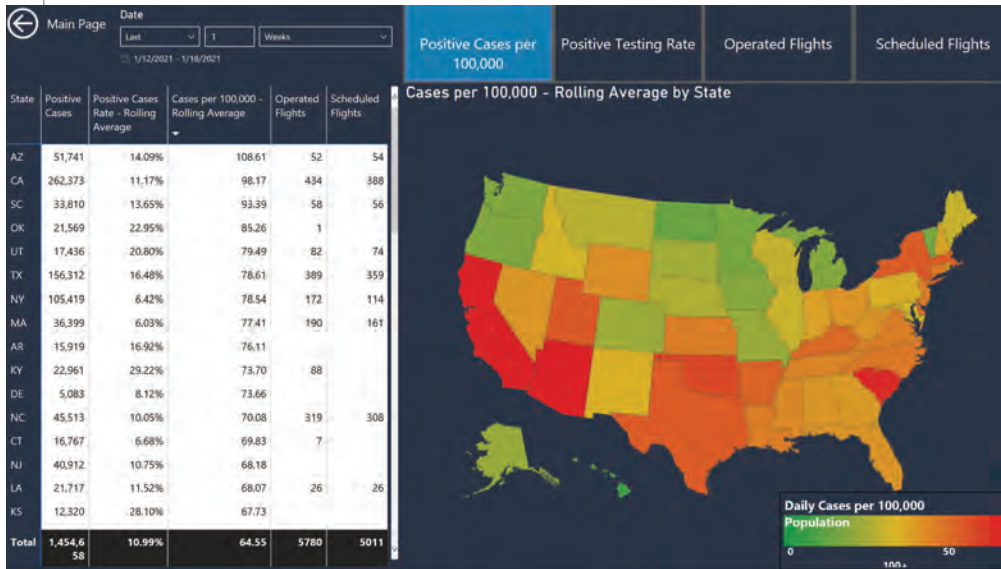 Main Page
Date
Last 1 Weeks
1/12/2021 - 1/18/2021
Positive Cases per
100,000
Positive Testing Rate
Operated Flights
Scheduled Flights
State Positive Cases Positive Cases Rate - Rolling Average Cases per 100,000 - Rolling Average Operated Flights Scheduled Flights
AZ 51,741 14.09% 108.61 52 54
CA 262,373 11.17% 98.17 434 388
SC 33,810 13.65% 93.39 58 56
OK 21,569 22.95% 85.26 1
UT 17,436 20.80% 79.49 82 74
TX 156,312 16.48% 78.61 389 359
NY 105,419 6.42% 78.54 172 114
MA 36,399 6.03% 77.41 190 161
AR 15,919 16.92% 76.11
KY 22,961 29.22% 73.70 88
DE 5,083 8.12% 73.66
NC 45,513 10.05% 70.08 319 308
CT 16,767 6.68% 69.83 7
NJ 40,912 10.75% 68.18
LA 21,717 11.52% 68.07 26 26
KS 12,320 28.10% 67.73
Total 1,454,658 10.99% 64.55 5780 5011
Cases per 100,000 - Rolling Average by State
Daily Cases per 100,000
Population
0 50
100+